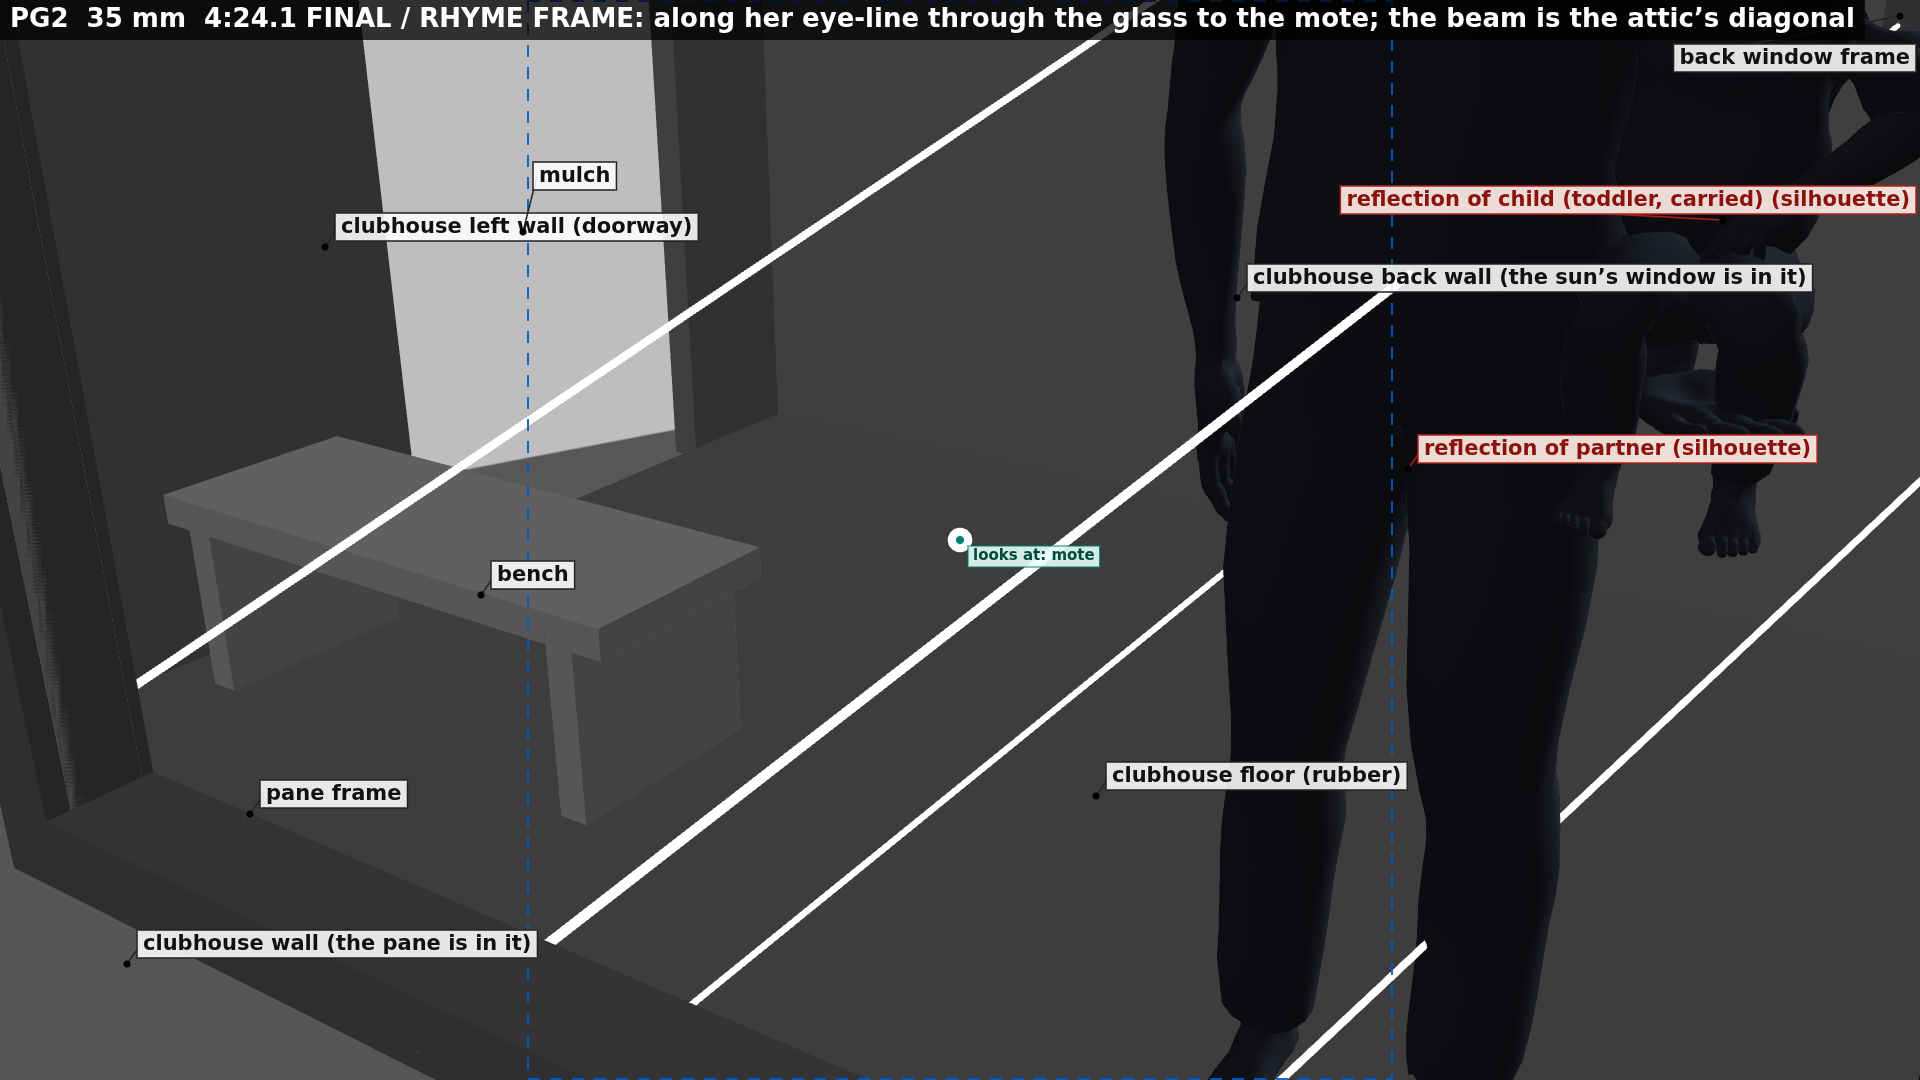 PG2 35 mm 4:24.1 FINAL / RHYME FRAME: along her eye-line through the glass to the mote; the beam is the attic’s diagonal
back window frame
mulch
reflection of child (toddler, carried) (silhouette)
clubhouse left wall (doorway)
clubhouse back wall (the sun’s window is in it)
reflection of partner (silhouette)
looks at: mote
bench
clubhouse floor (rubber)
pane frame
clubhouse wall (the pane is in it)